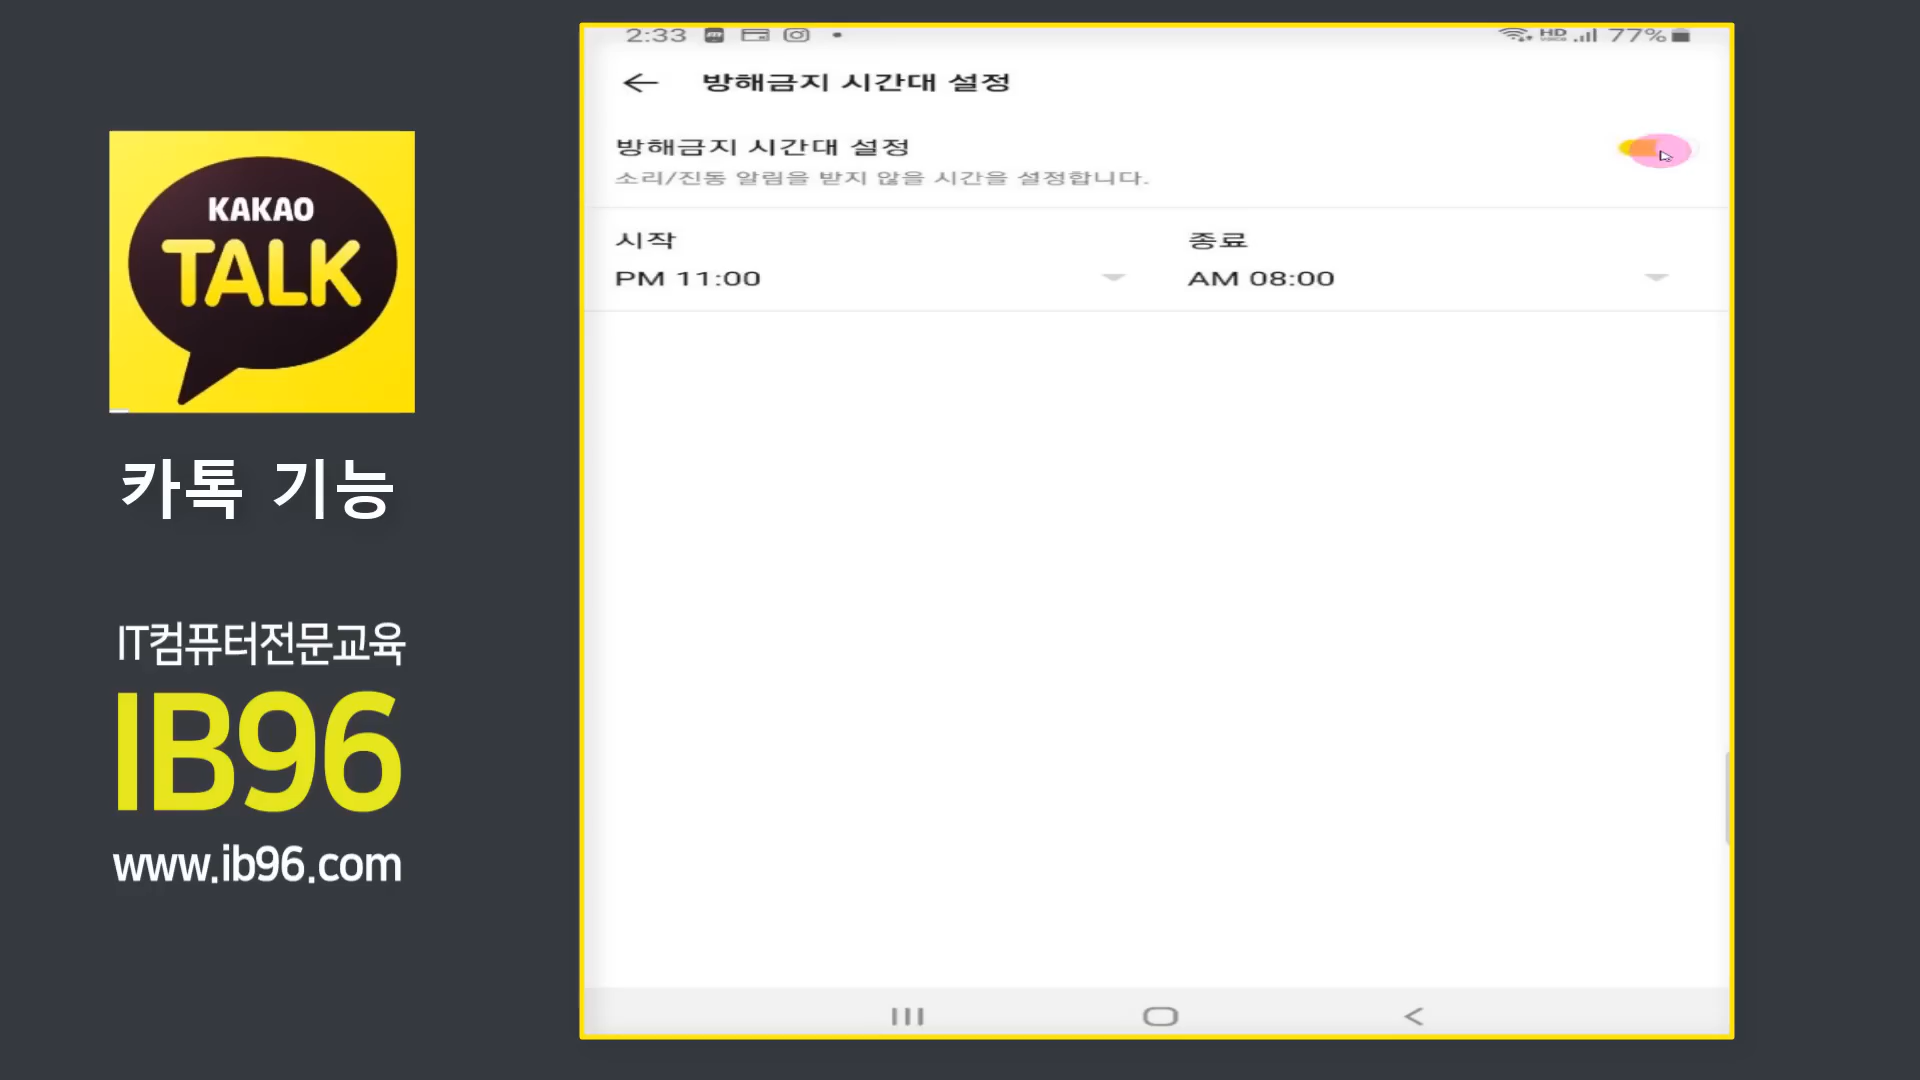 KAKAO
TALK
카톡 기능
IT컴퓨터전문교육
IB96
www.ib96.com
2:33
HD
77%
방해금지 시간대 설정
방해금지 시간대 설정
소리/진동 알림을 받지 않을 시간을 설정합니다.
시작
종료
PM 11:00
AM 08:00